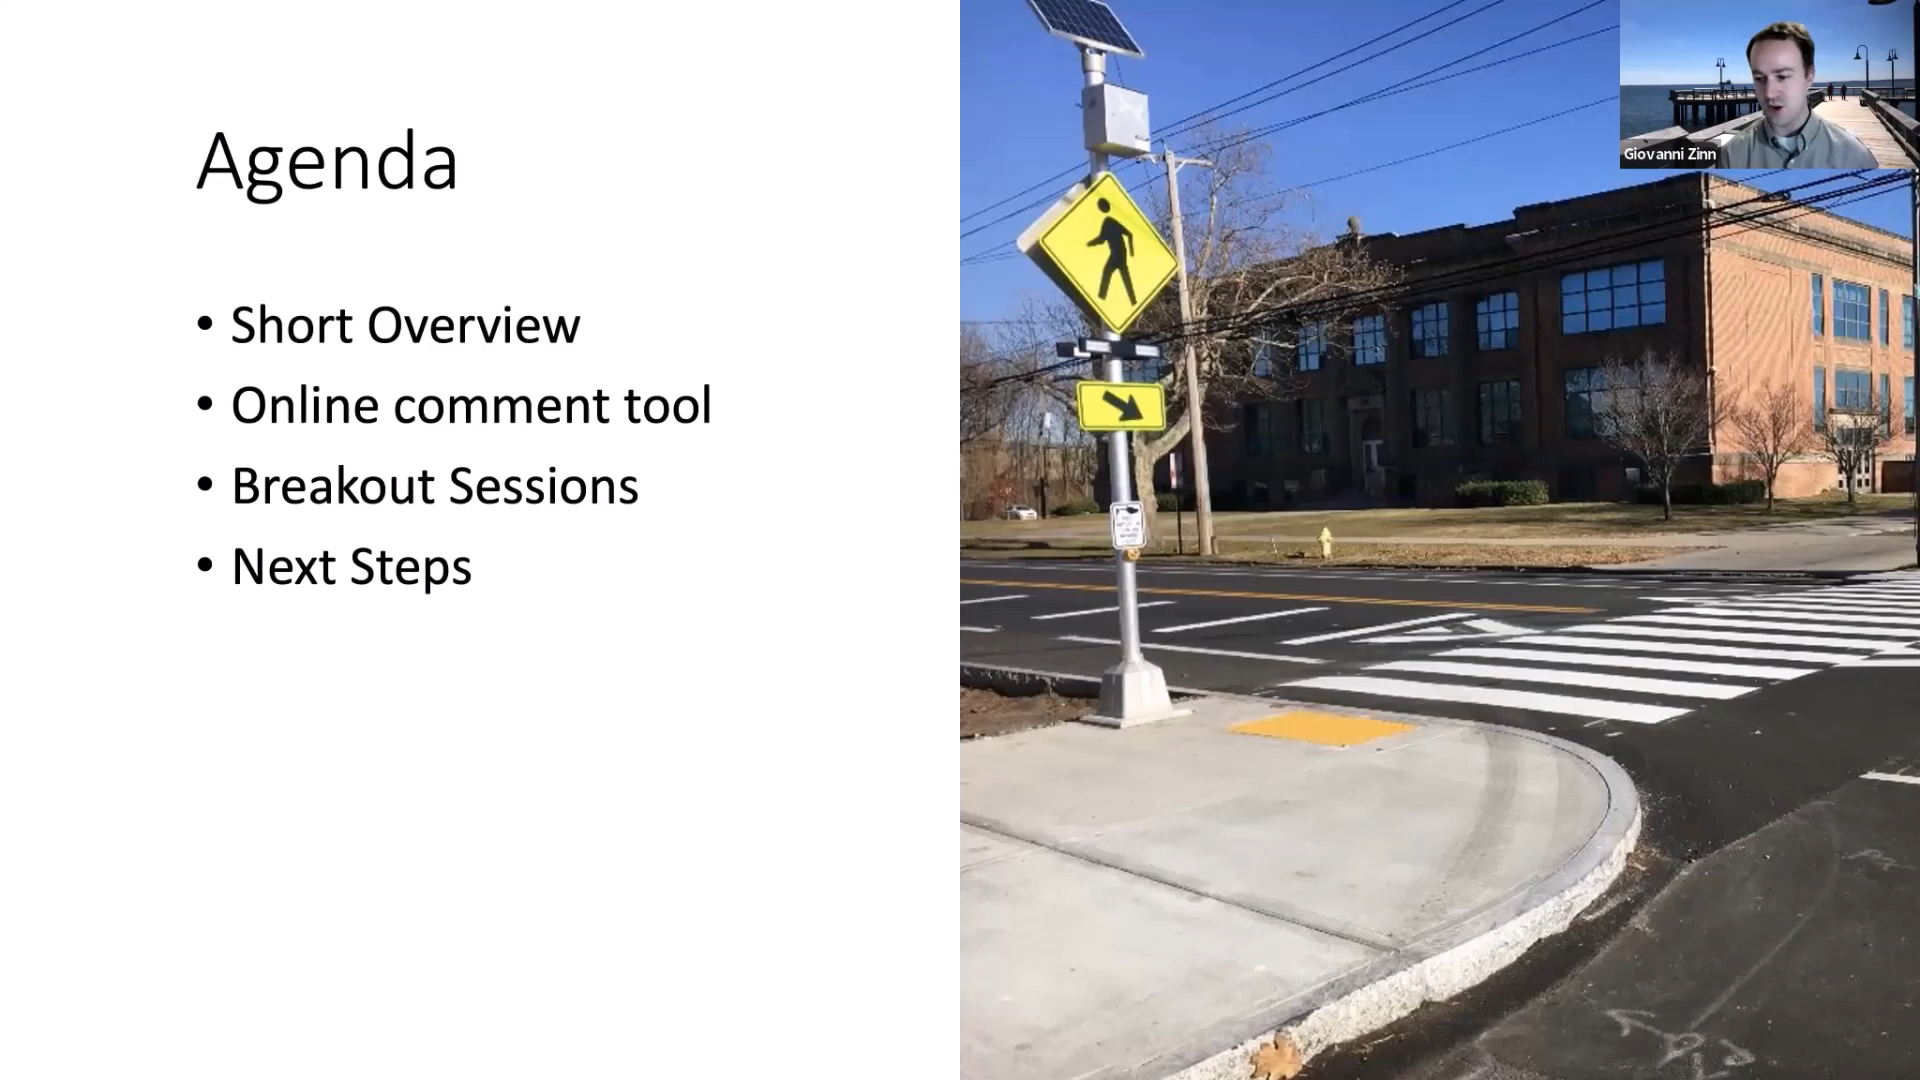 Agenda
• Short Overview
• Online comment tool
• Breakout Sessions
• Next Steps
Giovanni Zinn